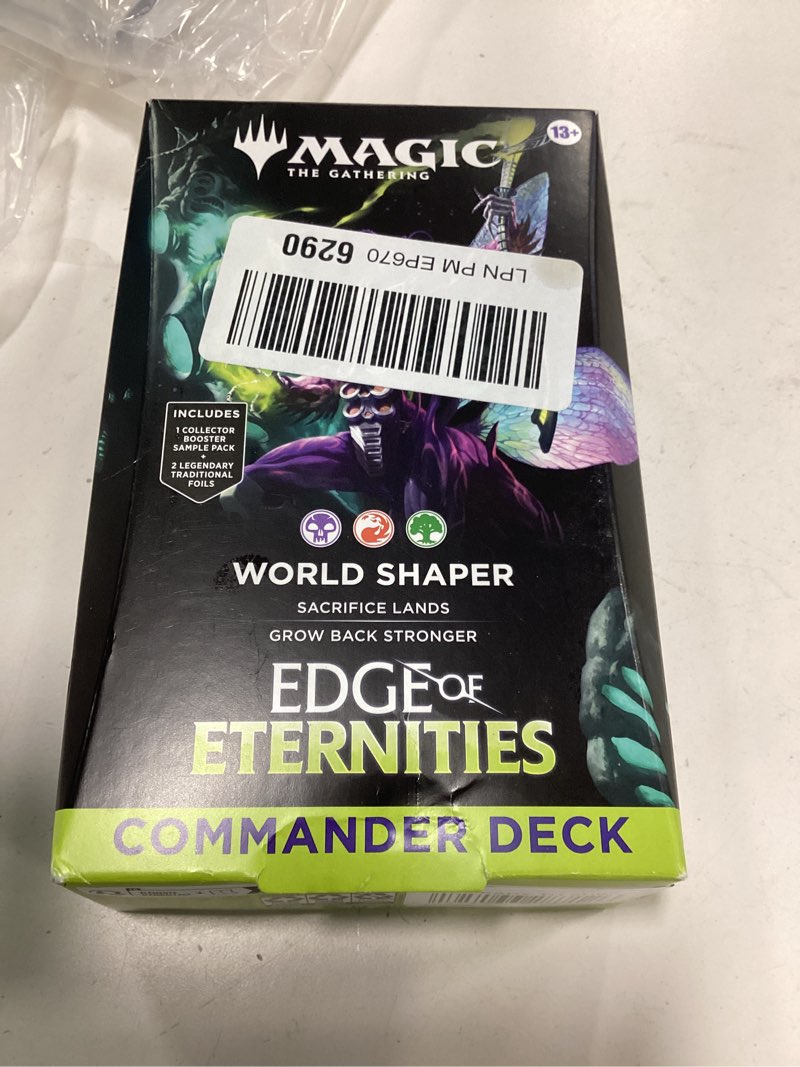 MAGIC
THE GATHERING
13+
LPN PM EP670 6290
INCLUDES
1 COLLECTOR
BOOSTER
SAMPLE PACK
+
2 LEGENDARY
TRADITIONAL
FOILS
WORLD SHAPER
SACRIFICE LANDS
GROW BACK STRONGER
EDGE OF
ETERNITIES
COMMANDER DECK